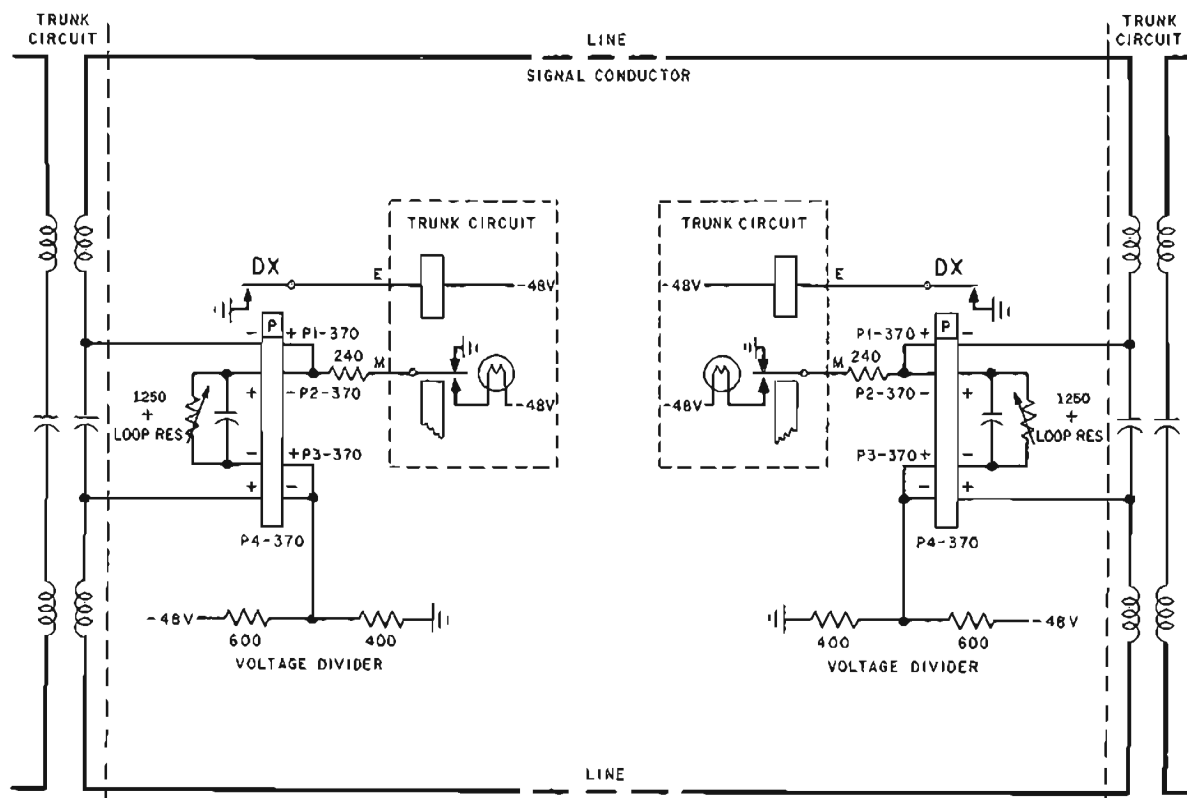 TRUNK
CIRCUIT
LINE
SIGNAL CONDUCTOR
TRUNK
CIRCUIT
TRUNK CIRCUIT
TRUNK CIRCUIT
DX
E
-48V
-48V
E
DX
P
- + P1-370
240
M
+ - P2-370
-48V
1250
+
LOOP RES
- + P3-370
+ -
P4-370
P
P1-370 + -
240
M
P2-370 - +
-48V
1250
+
LOOP RES
P3-370 + -
- +
P4-370
-48V
600
400
VOLTAGE DIVIDER
400
600
-48V
VOLTAGE DIVIDER
LINE